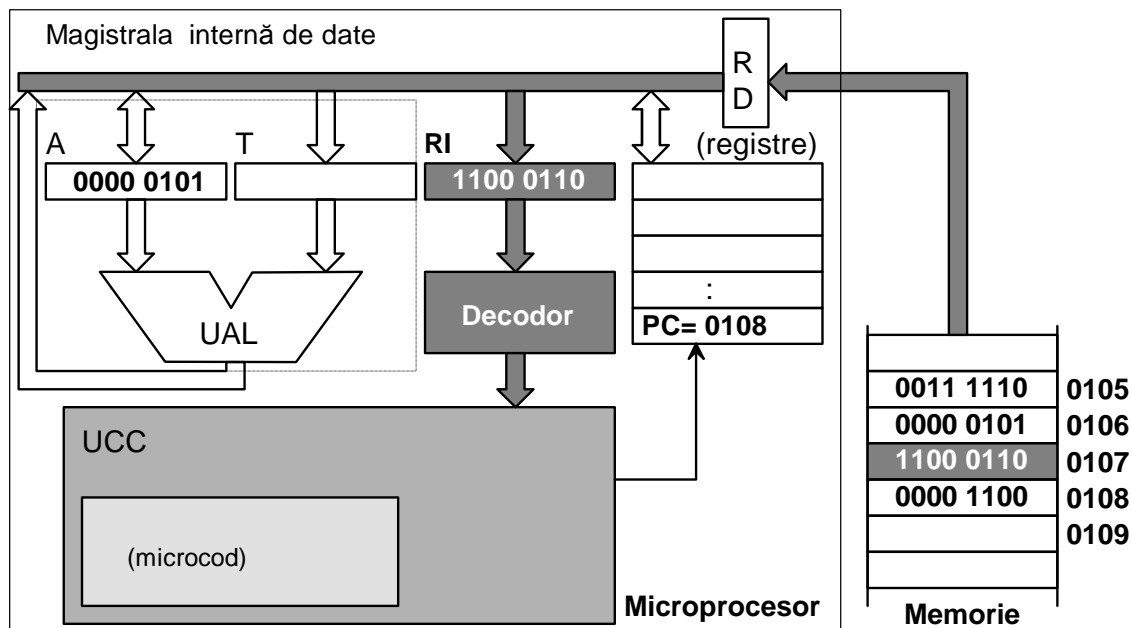 Magistrala internă de date
R
D
A
T
RI
(registre)
0000 0101
1100 0110
:
Decodor
PC= 0108
UAL
0011 1110 0105
0000 0101 0106
1100 0110 0107
0000 1100 0108
0109
UCC
(microcod)
Microprocesor
Memorie